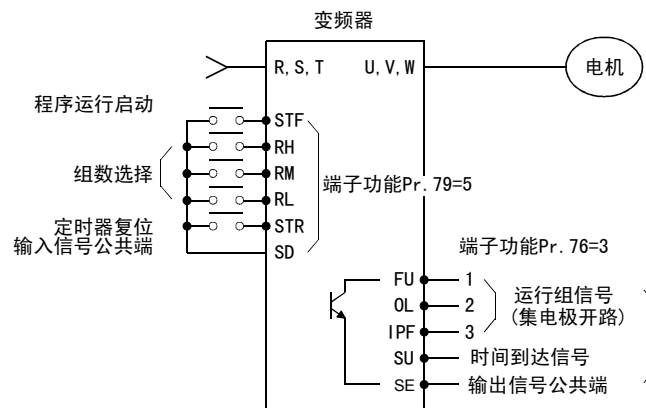 变频器
R, S, T
U, V, W
电机
程序运行启动
STF
RH
组数选择
RM
端子功能Pr. 79=5
RL
定时器复位
STR
输入信号公共端
SD
端子功能Pr. 76=3
FU
1
运行组信号
OL
2
(集电极开路)
IPF
3
SU
时间到达信号
SE
输出信号公共端